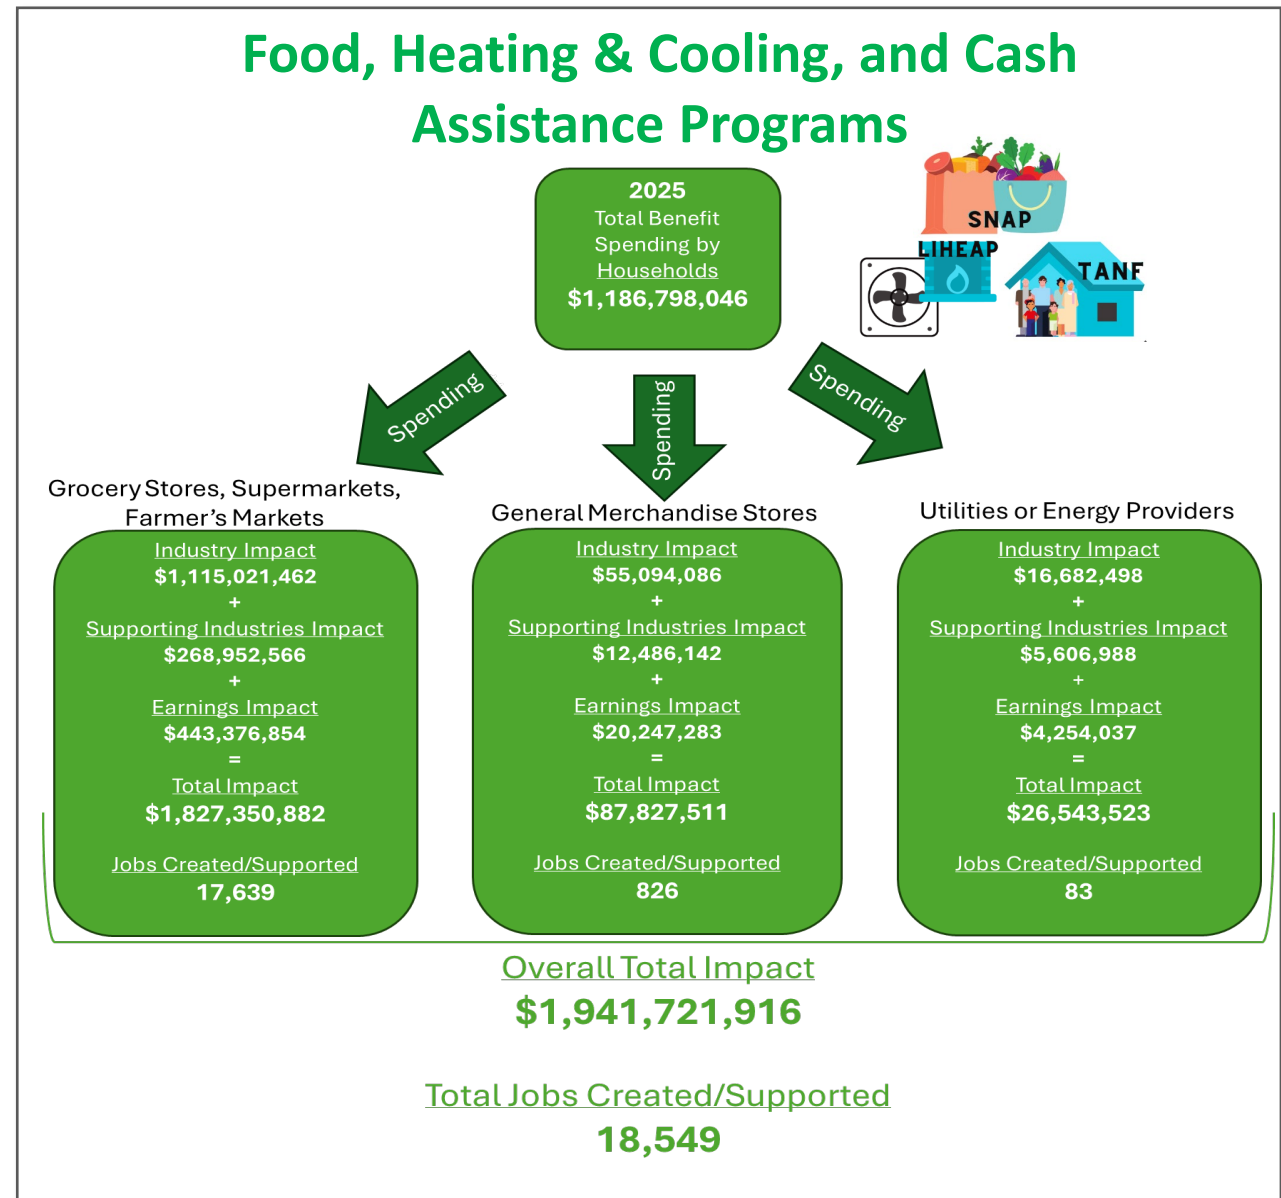 Food, Heating & Cooling, and Cash
Assistance Programs
2025
Total Benefit
Spending by
Households
$1,186,798,046
SNAP
LIHEAP
TANF
Spending
Spending
Spending
Grocery Stores, Supermarkets,
Farmer's Markets
Industry Impact
$1,115,021,462
+
Supporting Industries Impact
$268,952,566
+
Earnings Impact
$443,376,854
=
Total Impact
$1,827,350,882
Jobs Created/Supported
17,639
General Merchandise Stores
Industry Impact
$55,094,086
+
Supporting Industries Impact
$12,486,142
+
Earnings Impact
$20,247,283
=
Total Impact
$87,827,511
Jobs Created/Supported
826
Utilities or Energy Providers
Industry Impact
$16,682,498
+
Supporting Industries Impact
$5,606,988
+
Earnings Impact
$4,254,037
=
Total Impact
$26,543,523
Jobs Created/Supported
83
Overall Total Impact
$1,941,721,916
Total Jobs Created/Supported
18,549